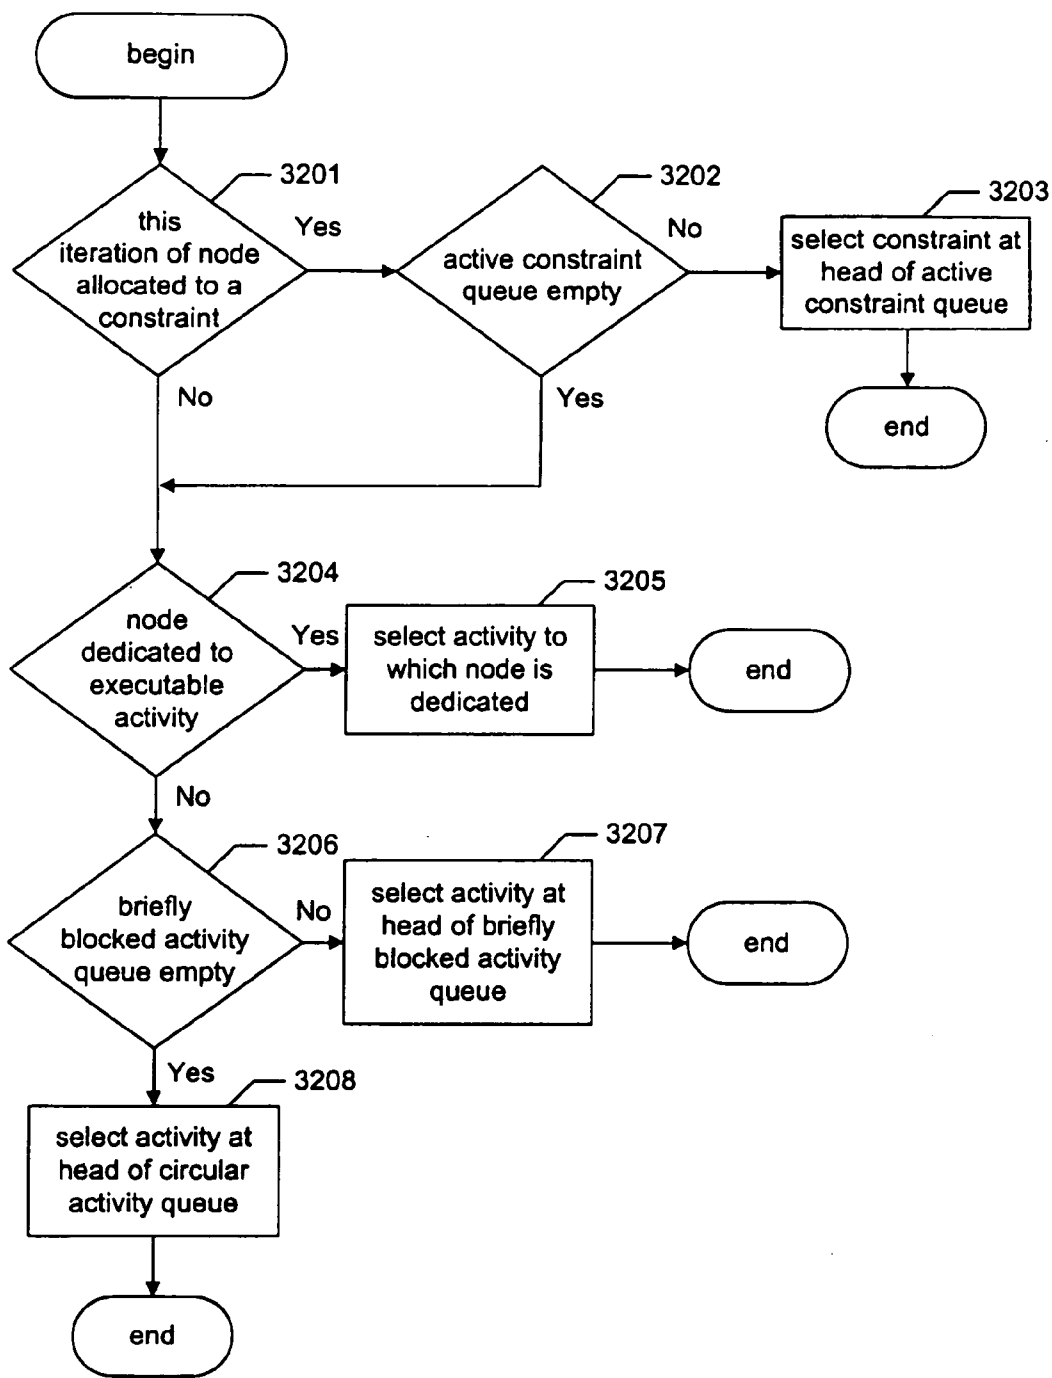 begin
3201
this
iteration of node
allocated to a
constraint
Yes
No
3202
active constraint
queue empty
No
Yes
3203
select constraint at
head of active
constraint queue
end
3204
node
dedicated to
executable
activity
Yes
No
3205
select activity to
which node is
dedicated
end
3206
briefly
blocked activity
queue empty
No
Yes
3207
select activity at
head of briefly
blocked activity
queue
end
3208
select activity at
head of circular
activity queue
end